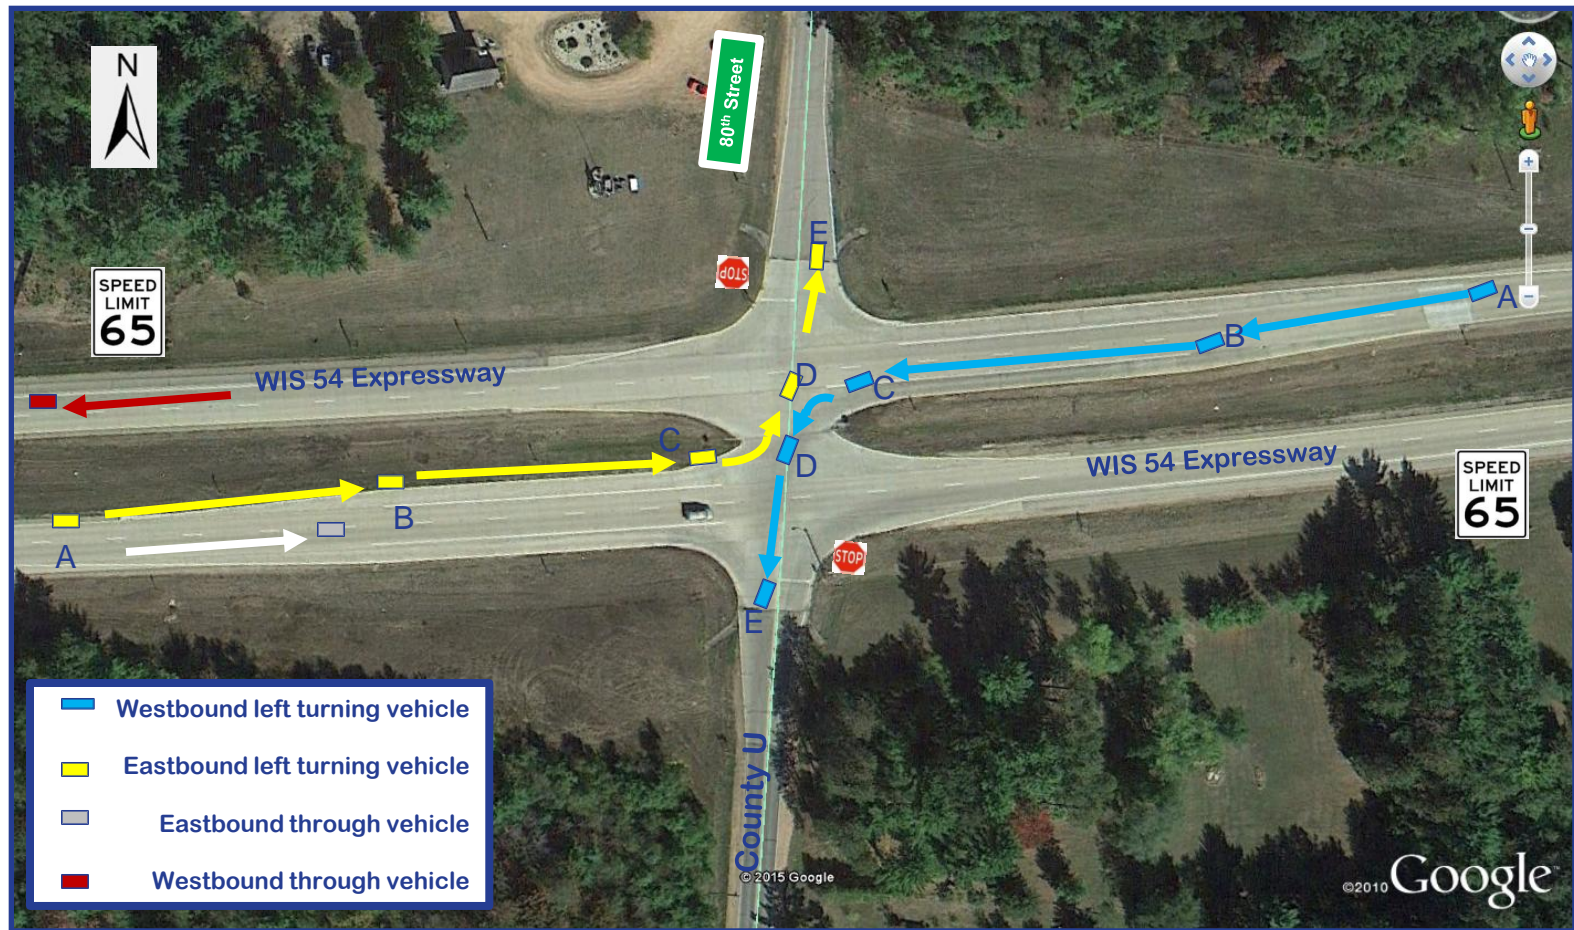 N
80th Street
STOP
SPEED
LIMIT
65
E
A
B
D
C
WIS 54 Expressway
C
D
WIS 54 Expressway
SPEED
LIMIT
65
A
B
STOP
E
Westbound left turning vehicle
Eastbound left turning vehicle
Eastbound through vehicle
Westbound through vehicle
County U
© 2015 Google
©2010 Google